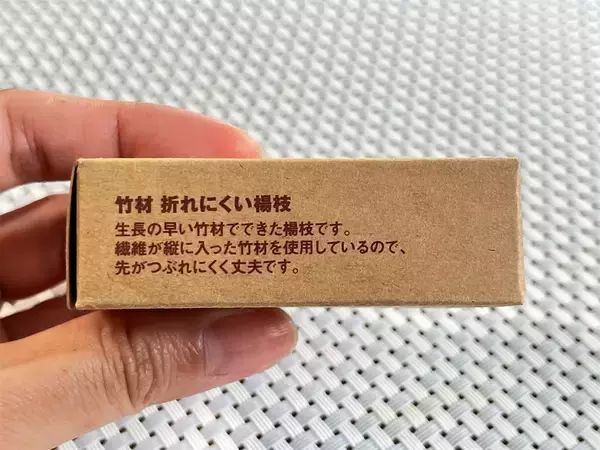 竹材 折れにくい楊枝
生長の早い竹材でできた楊枝です。
繊維が縦に入った竹材を使用しているので、
先がつぶれにくく丈夫です。